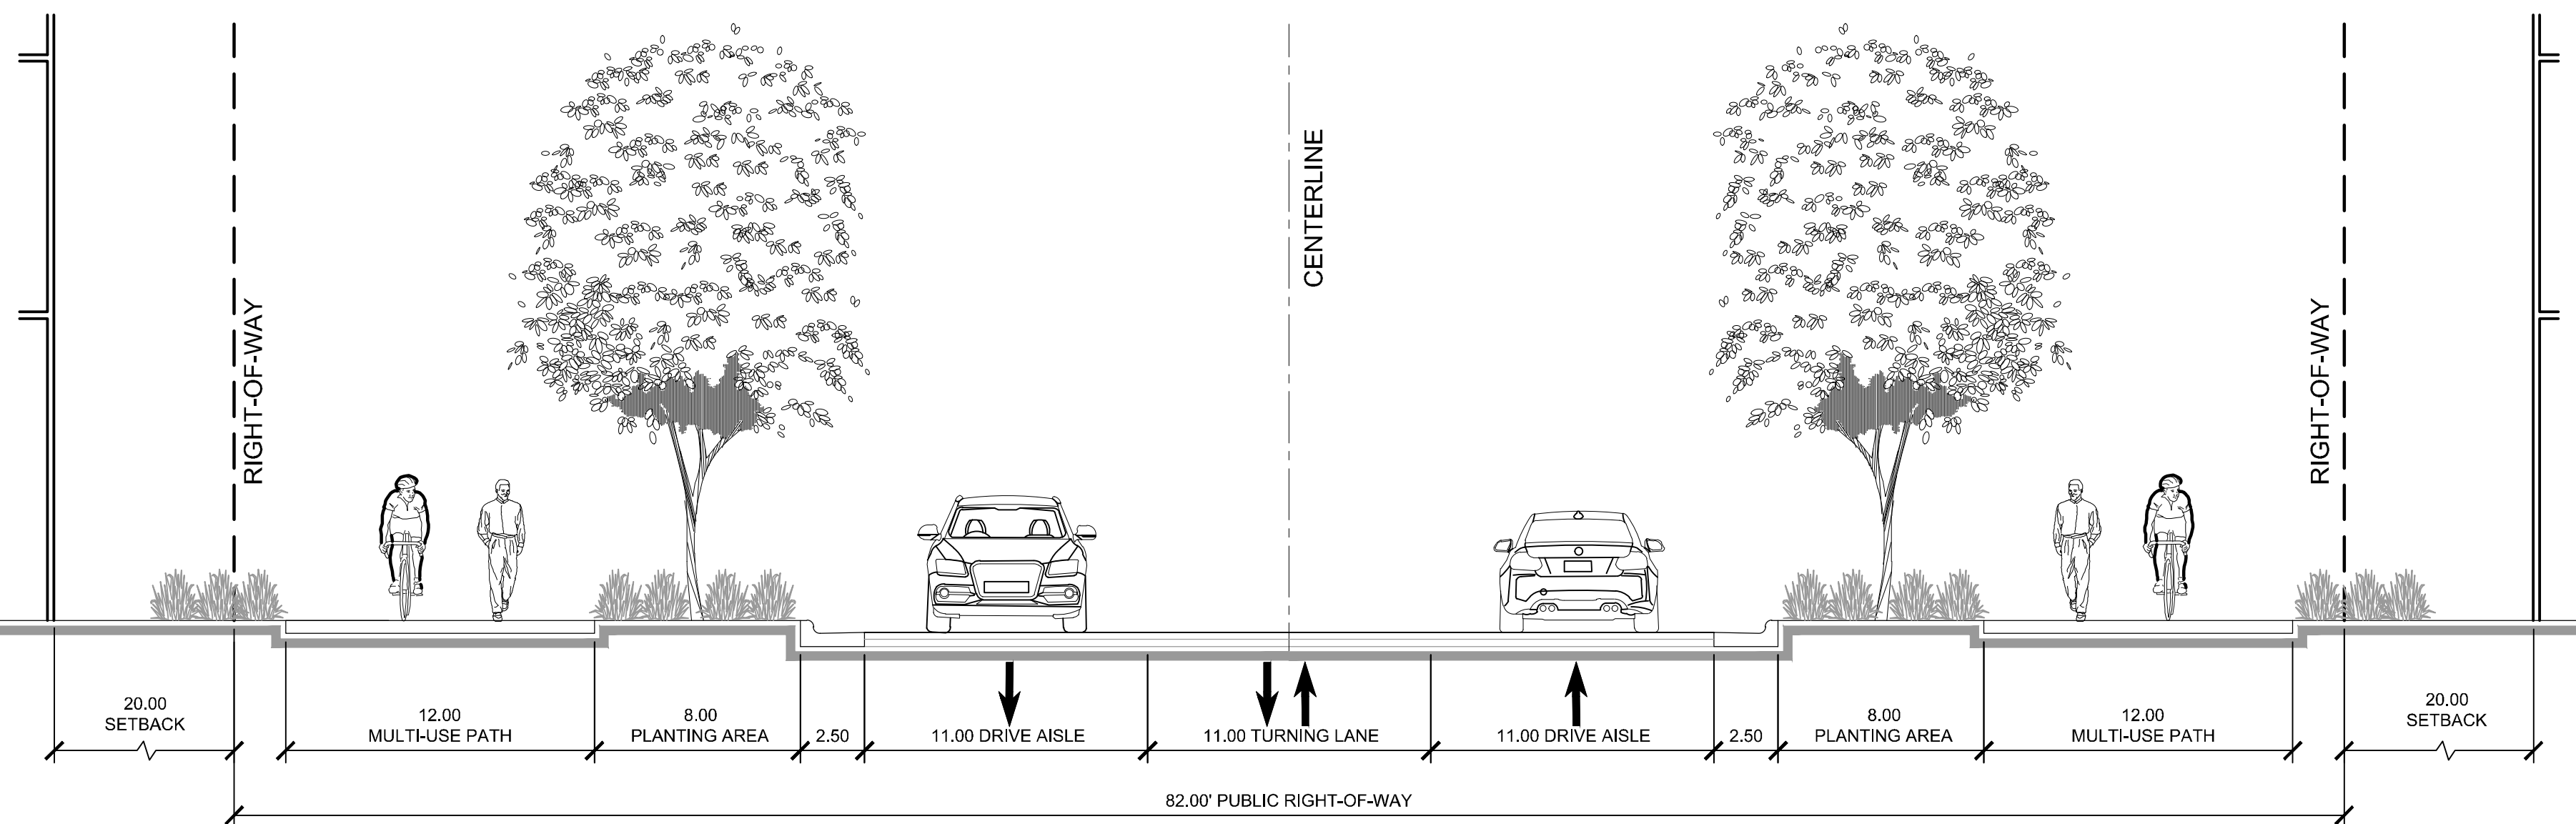 RIGHT-OF-WAY
CENTERLINE
RIGHT-OF-WAY
20.00
SETBACK
12.00
MULTI-USE PATH
8.00
PLANTING AREA
2.50
11.00 DRIVE AISLE
11.00 TURNING LANE
11.00 DRIVE AISLE
2.50
8.00
PLANTING AREA
12.00
MULTI-USE PATH
20.00
SETBACK
82.00' PUBLIC RIGHT-OF-WAY